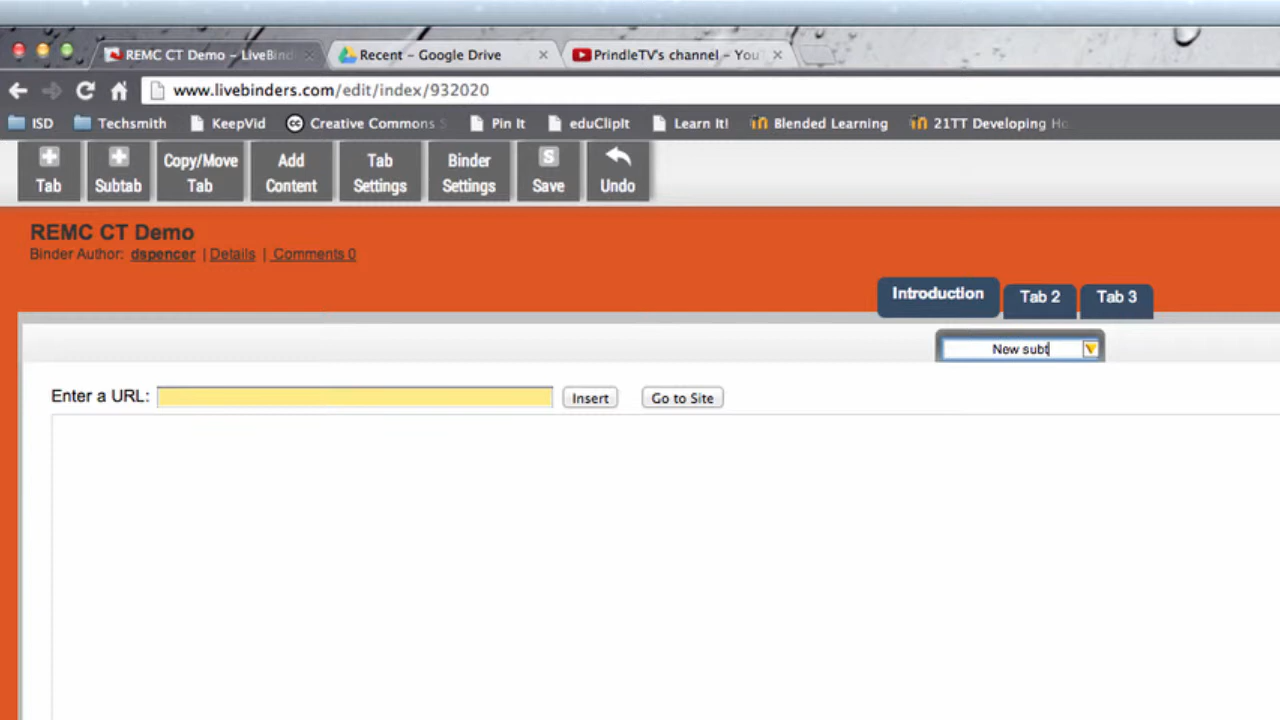 REMC CT Demo – LiveBind
Recent – Google Drive
PrindleTV's channel – You
www.livebinders.com/edit/index/932020
ISD
Techsmith
KeepVid
Creative Commons S
Pin It
eduClipIt
Learn It!
Blended Learning
21TT Developing Ho
Tab
Subtab
Copy/Move
Tab
Add
Content
Tab
Settings
Binder
Settings
S
Save
Undo
REMC CT Demo
Binder Author: dspencer | Details | Comments 0
Introduction
Tab 2
Tab 3
New subt
Enter a URL:
Insert
Go to Site